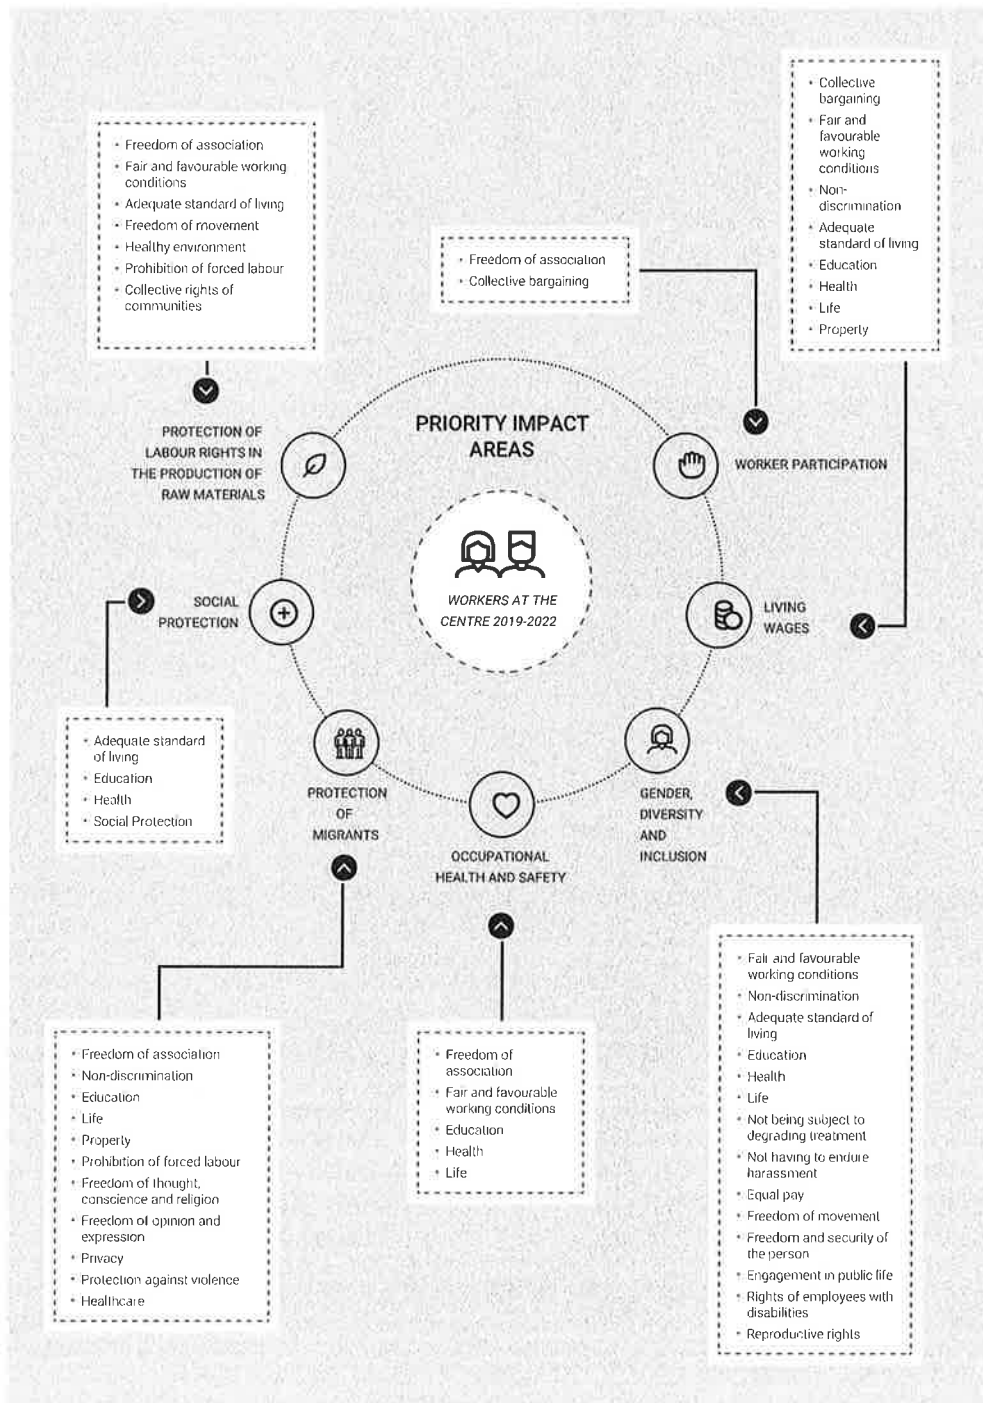 Collective
bargaining
Fair and
favourable
working
conditions
Non-
discrimination
Adequate
standard of living
Education
Health
Life
Property
Freedom of association
Fair and favourable working
conditions
Adequate standard of living
Freedom of movement
Healthy environment
Prohibition of forced labour
Collective rights of
communities
Freedom of association
Collective bargaining
PRIORITY IMPACT
AREAS
PROTECTION OF
LABOUR RIGHTS IN
THE PRODUCTION OF
RAW MATERIALS
WORKER PARTICIPATION
WORKERS AT THE
CENTRE 2019-2022
SOCIAL
PROTECTION
LIVING
WAGES
Adequate standard
of living
Education
Health
Social Protection
PROTECTION
OF
MIGRANTS
OCCUPATIONAL
HEALTH AND SAFETY
GENDER,
DIVERSITY
AND
INCLUSION
Freedom of association
Non-discrimination
Education
Life
Property
Prohibition of forced labour
Freedom of thought,
conscience and religion
Freedom of opinion and
expression
Privacy
Protection against violence
Healthcare
Freedom of
association
Fair and favourable
working conditions
Education
Health
Life
Fair and favourable
working conditions
Non-discrimination
Adequate standard of
living
Education
Health
Life
Not being subject to
degrading treatment
Not having to endure
harassment
Equal pay
Freedom of movement
Freedom and security of
the person
Engagement in public life
Rights of employees with
disabilities
Reproductive rights